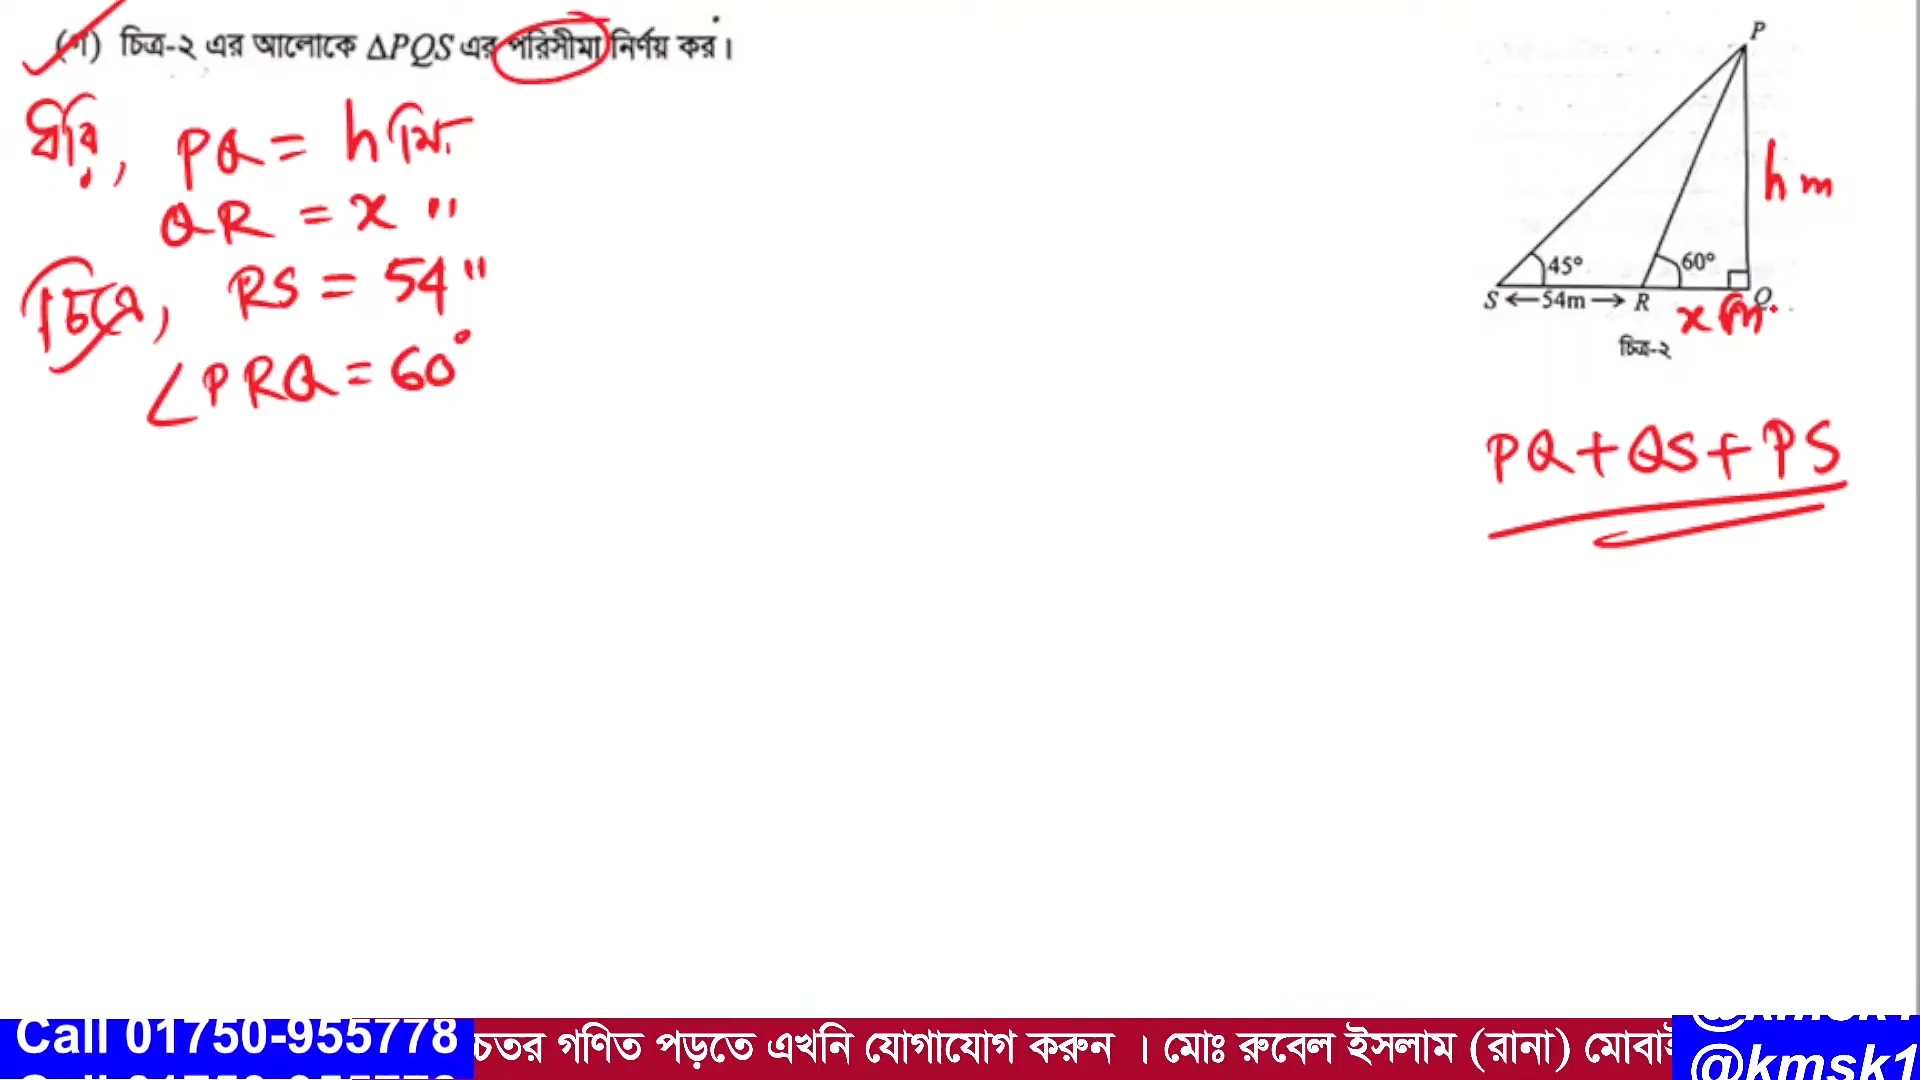 (গ) চিত্র-২ এর আলোকে ΔPQS এর পরিসীমা নির্ণয় কর।
ধরি, PQ = h মি.
QR = x "
চিত্রে, RS = 54 "
∠PRQ = 60°
P
h m
45°
60°
S ←54m→ R Q
x মি.
চিত্র-২
PQ+QS+PS
Call 01750-955778
চতর গণিত পড়তে এখনি যোগাযোগ করুন । মোঃ রুবেল ইসলাম (রানা) মোবাই
@kmsk1